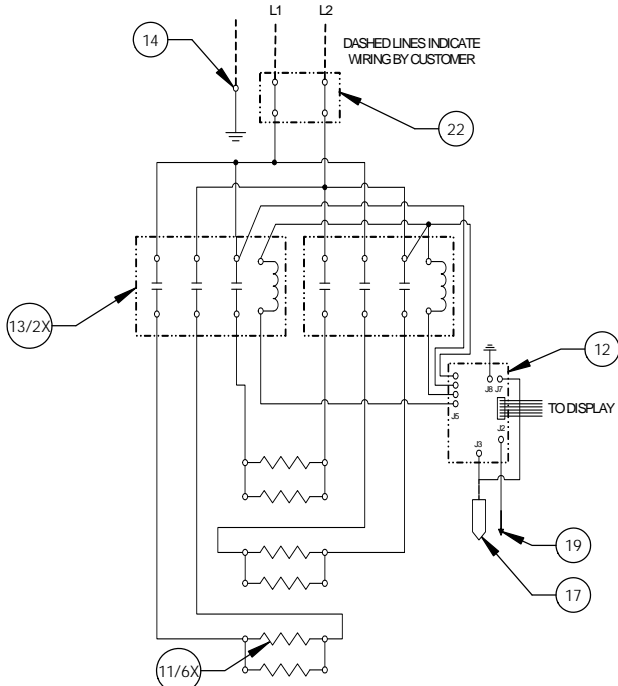 L1 L2
14
DASHED LINES INDICATE
WIRING BY CUSTOMER
22
13/2X
12
J8 J7
J5
TO DISPLAY
J2
J3
19
17
11/6X